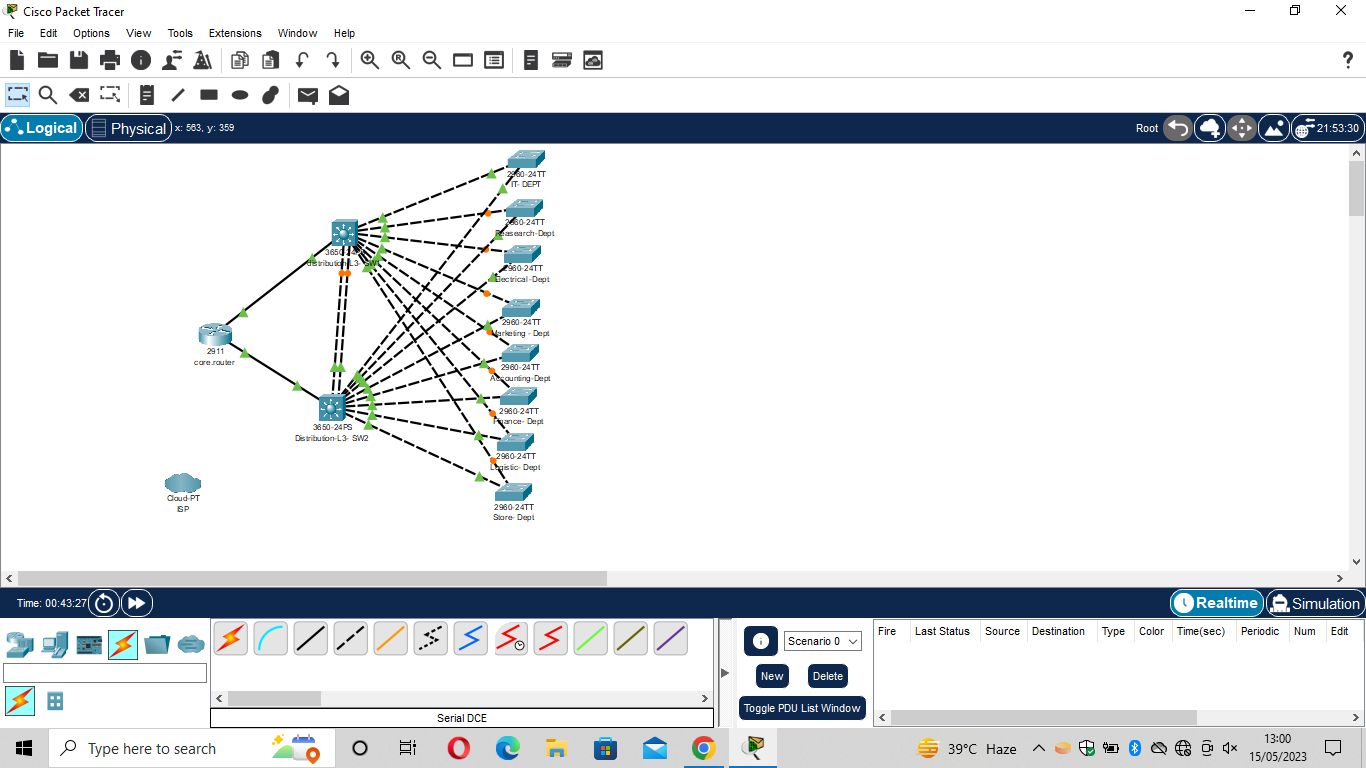 Cisco Packet Tracer
File Edit Options View Tools Extensions Window Help
Logical
Physical
x: 563, y: 359
Root
21:53:30
2960-24TT
IT- DEPT
2960-24TT
Reasearch-Dept
2960-24TT
Electrical-Dept
2960-24TT
Marketing - Dept
2960-24TT
Accounting-Dept
2960-24TT
Finance- Dept
2960-24TT
Logistic- Dept
2960-24TT
Store- Dept
Distribution-L3- SW1
2911
core.router
3650-24PS
Distribution-L3- SW2
Cloud-PT
ISP
Time: 00:43:27
Realtime
Simulation
Scenario 0
New
Delete
Toggle PDU List Window
Fire Last Status Source Destination Type Color Time(sec) Periodic Num Edit
Serial DCE
Type here to search
39°C Haze
13:00
15/05/2023